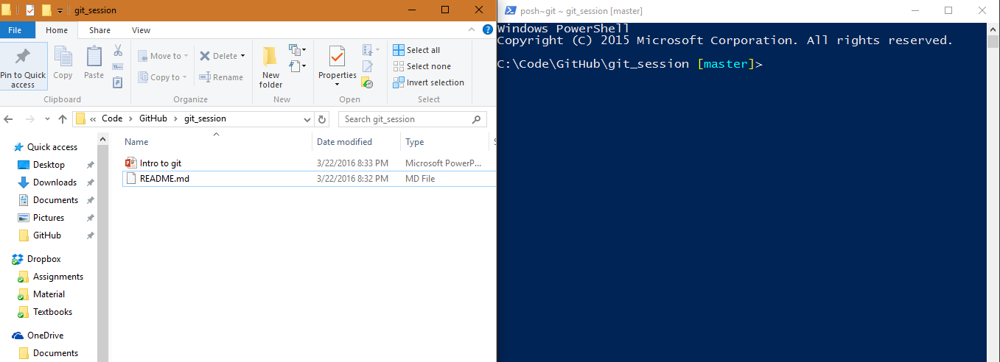 git_session
File Home Share View
Pin to Quick access
Copy
Paste
Clipboard
Move to
Copy to
Delete
Rename
Organize
New folder
New
Properties
Open
Select all
Select none
Invert selection
Select
« Code > GitHub > git_session
Search git_session
Name Date modified Type
Intro to git 3/22/2016 8:33 PM Microsoft PowerP...
README.md 3/22/2016 8:32 PM MD File
Quick access
Desktop
Downloads
Documents
Pictures
GitHub
Dropbox
Assignments
Material
Textbooks
OneDrive
Documents
posh~git ~ git_session [master]
Windows PowerShell
Copyright (C) 2015 Microsoft Corporation. All rights reserved.
C:\Code\GitHub\git_session [master]>